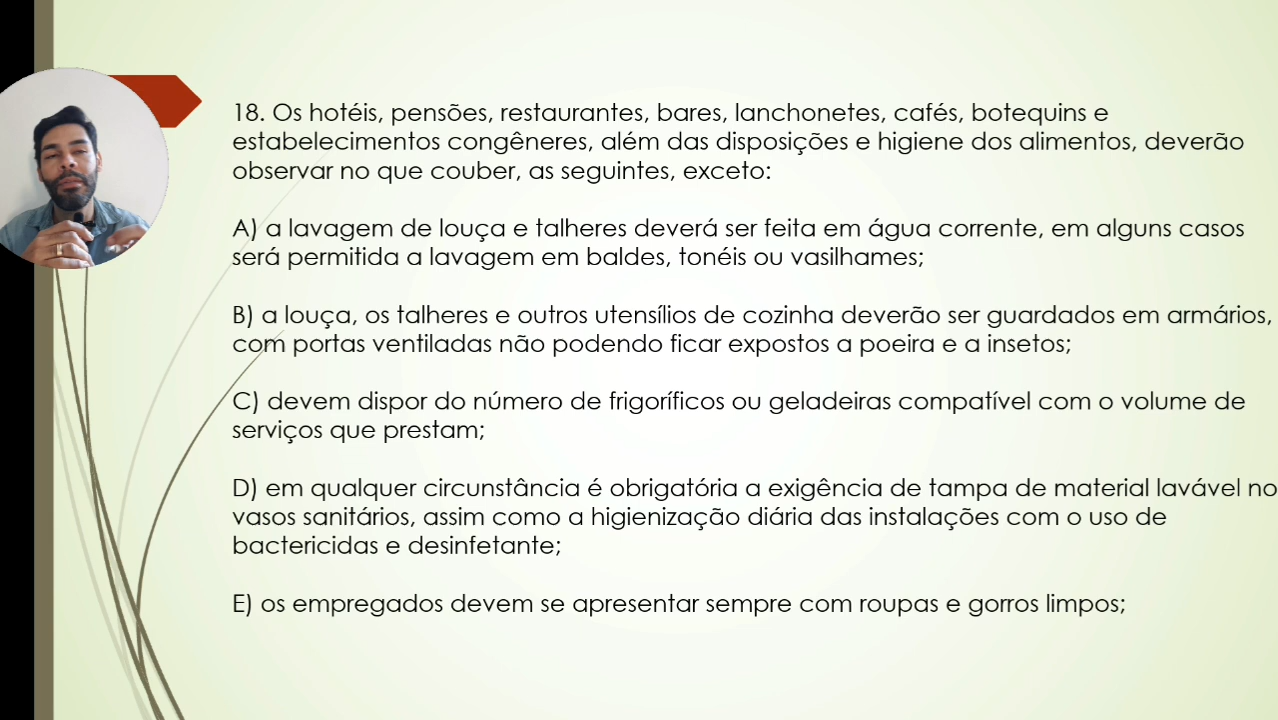 18. Os hotéis, pensões, restaurantes, bares, lanchonetes, cafés, botequins e
estabelecimentos congêneres, além das disposições e higiene dos alimentos, deverão
observar no que couber, as seguintes, exceto:
A) a lavagem de louça e talheres deverá ser feita em água corrente, em alguns casos
será permitida a lavagem em baldes, tonéis ou vasilhames;
B) a louça, os talheres e outros utensílios de cozinha deverão ser guardados em armários,
com portas ventiladas não podendo ficar expostos a poeira e a insetos;
C) devem dispor do número de frigoríficos ou geladeiras compatível com o volume de
serviços que prestam;
D) em qualquer circunstância é obrigatória a exigência de tampa de material lavável no
vasos sanitários, assim como a higienização diária das instalações com o uso de
bactericidas e desinfetante;
E) os empregados devem se apresentar sempre com roupas e gorros limpos;